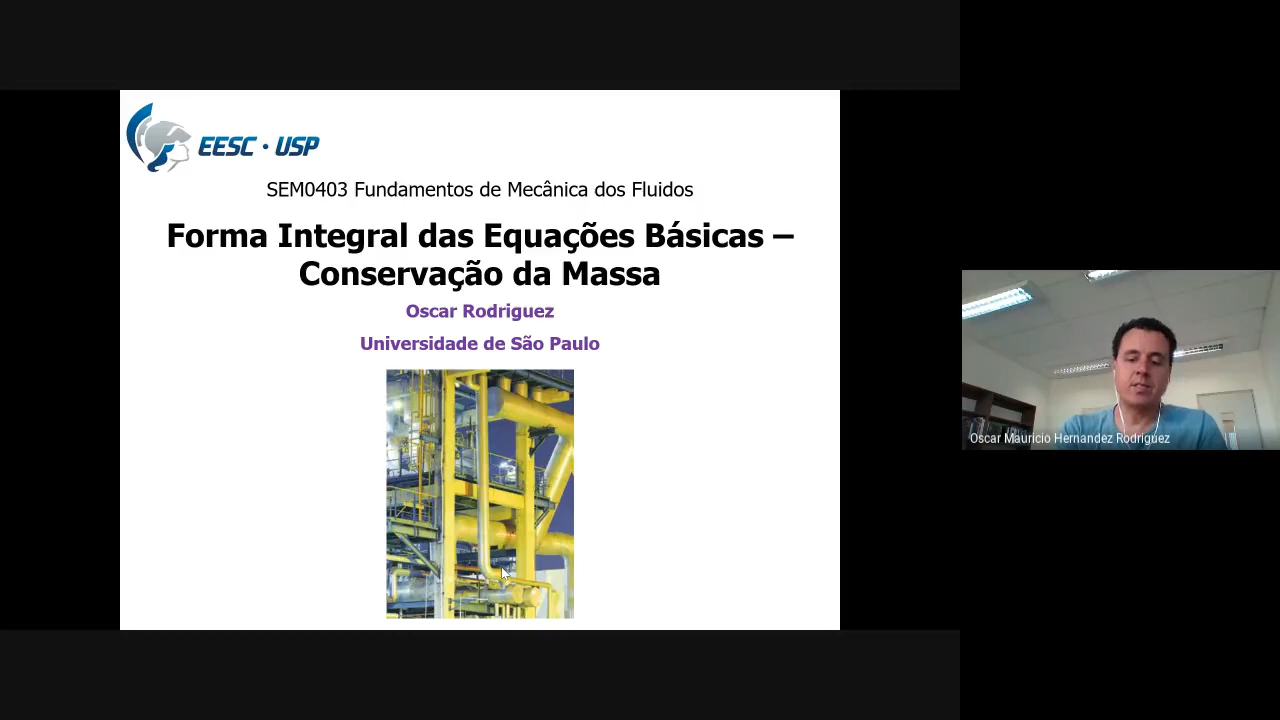 EESC · USP
SEM0403 Fundamentos de Mecânica dos Fluidos
Forma Integral das Equações Básicas –
Conservação da Massa
Oscar Rodriguez
Universidade de São Paulo
Oscar Mauricio Hernandez Rodriguez